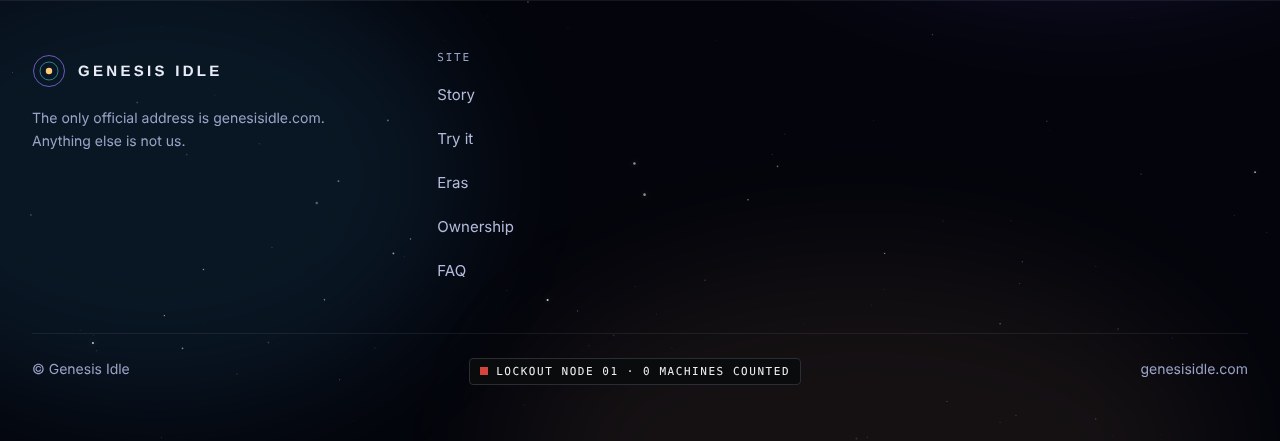 GENESIS IDLE
The only official address is genesisidle.com.
Anything else is not us.
SITE
Story
Try it
Eras
Ownership
FAQ
© Genesis Idle
LOCKOUT NODE 01 · 0 MACHINES COUNTED
genesisidle.com